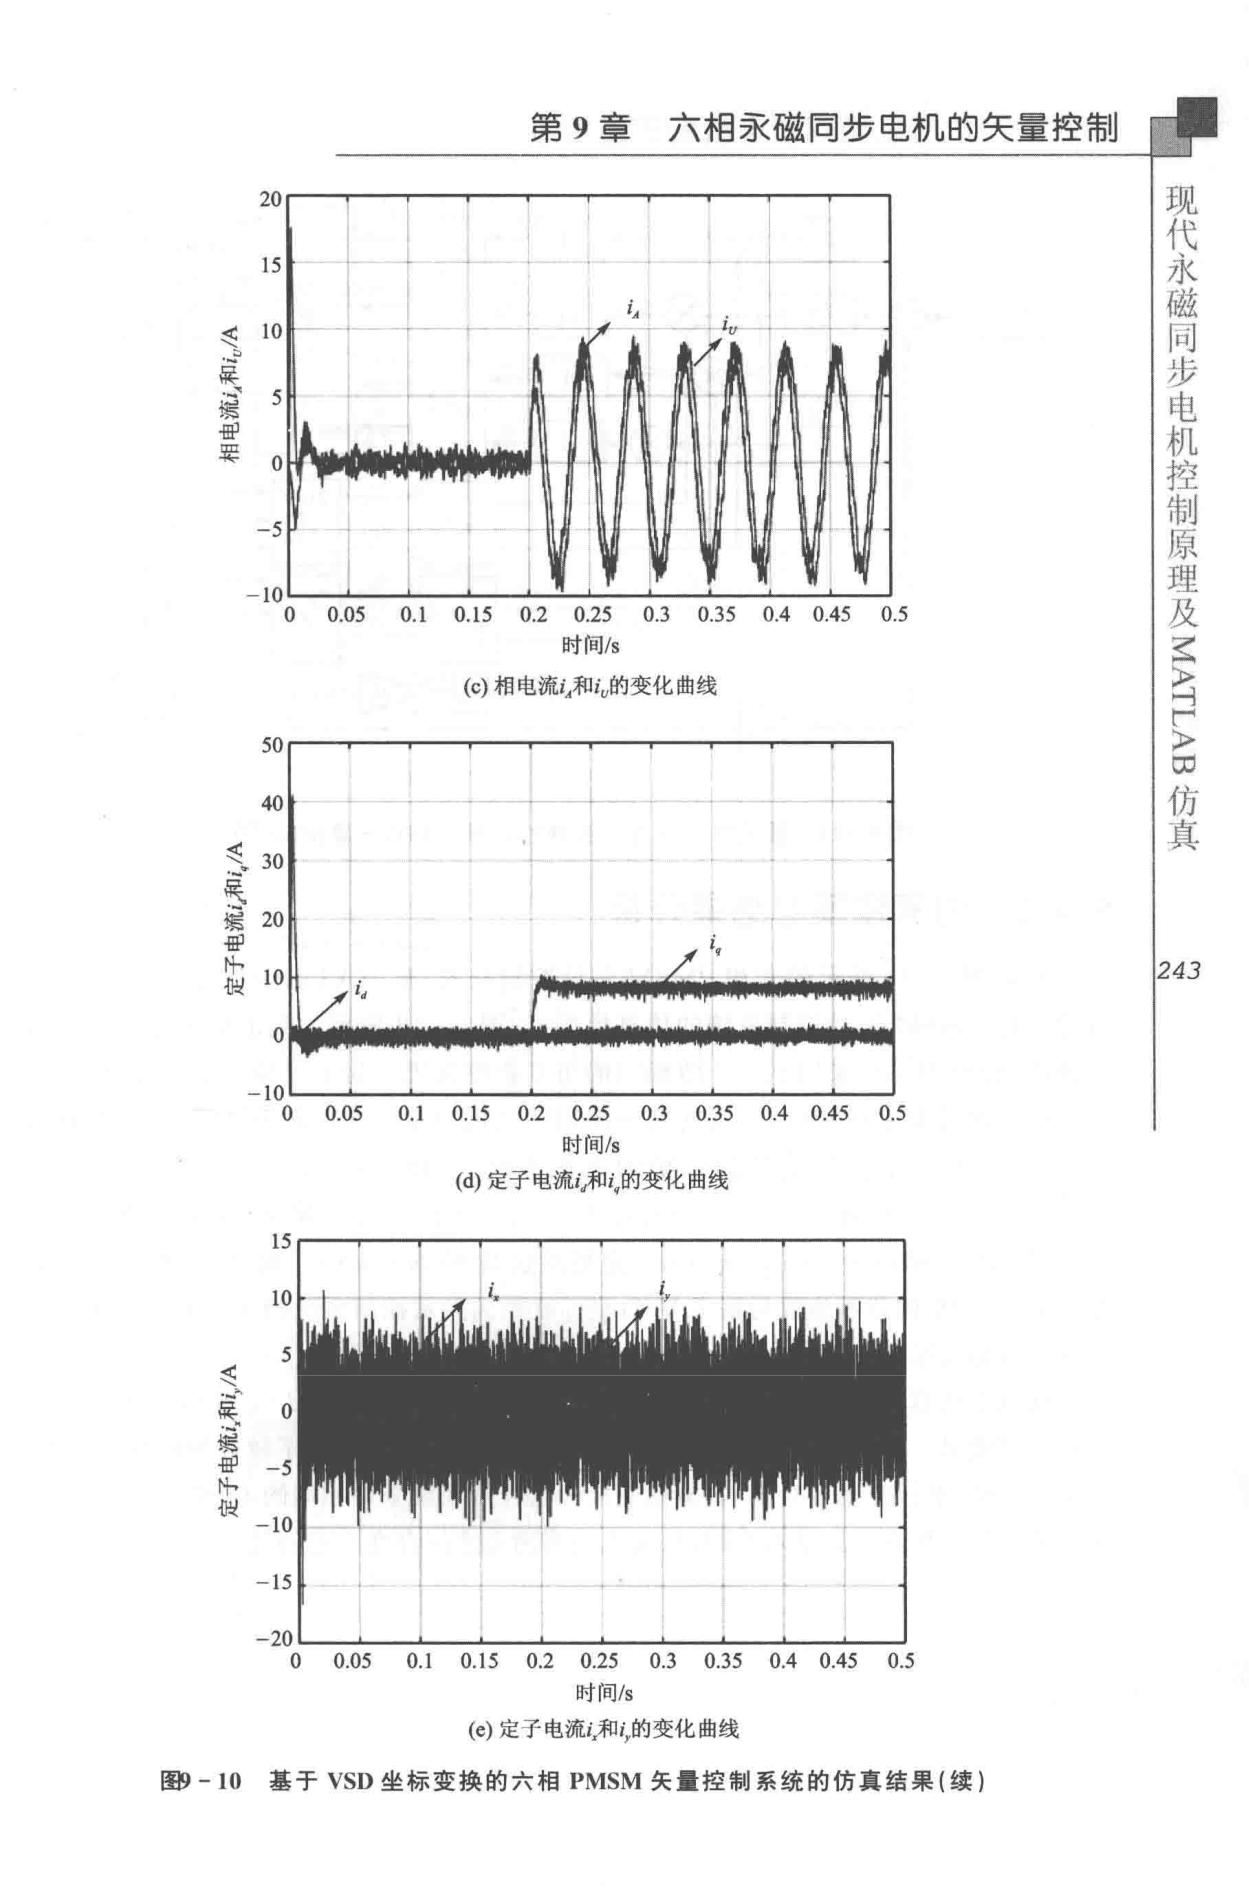 第 9 章 六相永磁同步电机的矢量控制
现代永磁同步电机控制原理及MATLAB仿真
243
20
15
10
5
0
-5
-10
相电流i_A和i_U/A
i_A
i_U
0 0.05 0.1 0.15 0.2 0.25 0.3 0.35 0.4 0.45 0.5
时间/s
(c) 相电流i_A和i_U的变化曲线
50
40
30
20
10
0
-10
定子电流i_d和i_q/A
i_q
i_d
0 0.05 0.1 0.15 0.2 0.25 0.3 0.35 0.4 0.45 0.5
时间/s
(d) 定子电流i_d和i_q的变化曲线
15
10
5
0
-5
-10
-15
-20
定子电流i_x和i_y/A
i_x
i_y
0 0.05 0.1 0.15 0.2 0.25 0.3 0.35 0.4 0.45 0.5
时间/s
(e) 定子电流i_x和i_y的变化曲线
图9-10 基于 VSD 坐标变换的六相 PMSM 矢量控制系统的仿真结果(续)